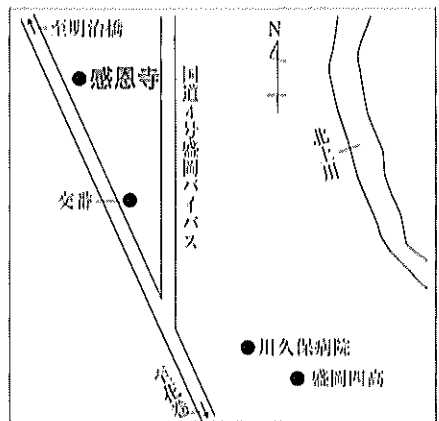 至明治橋
N
感恩寺
国道4号盛岡バイパス
北上川
交番
川久保病院
盛岡四高
至花巻